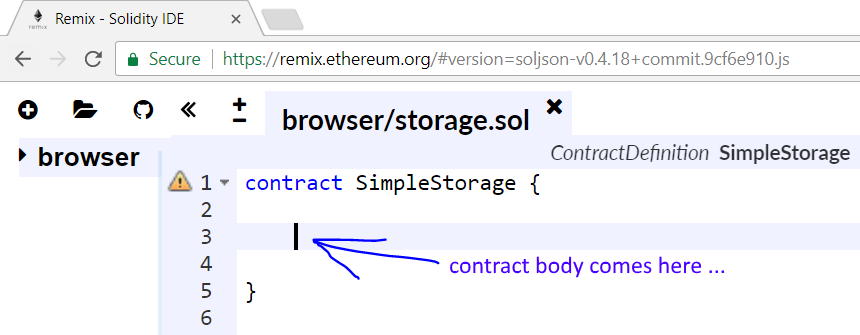 Remix - Solidity IDE
remix
Secure https://remix.ethereum.org/#version=soljson-v0.4.18+commit.9cf6e910.js
browser/storage.sol
browser
ContractDefinition SimpleStorage
1 contract SimpleStorage {
2
3
contract body comes here ...
4
5 }
6